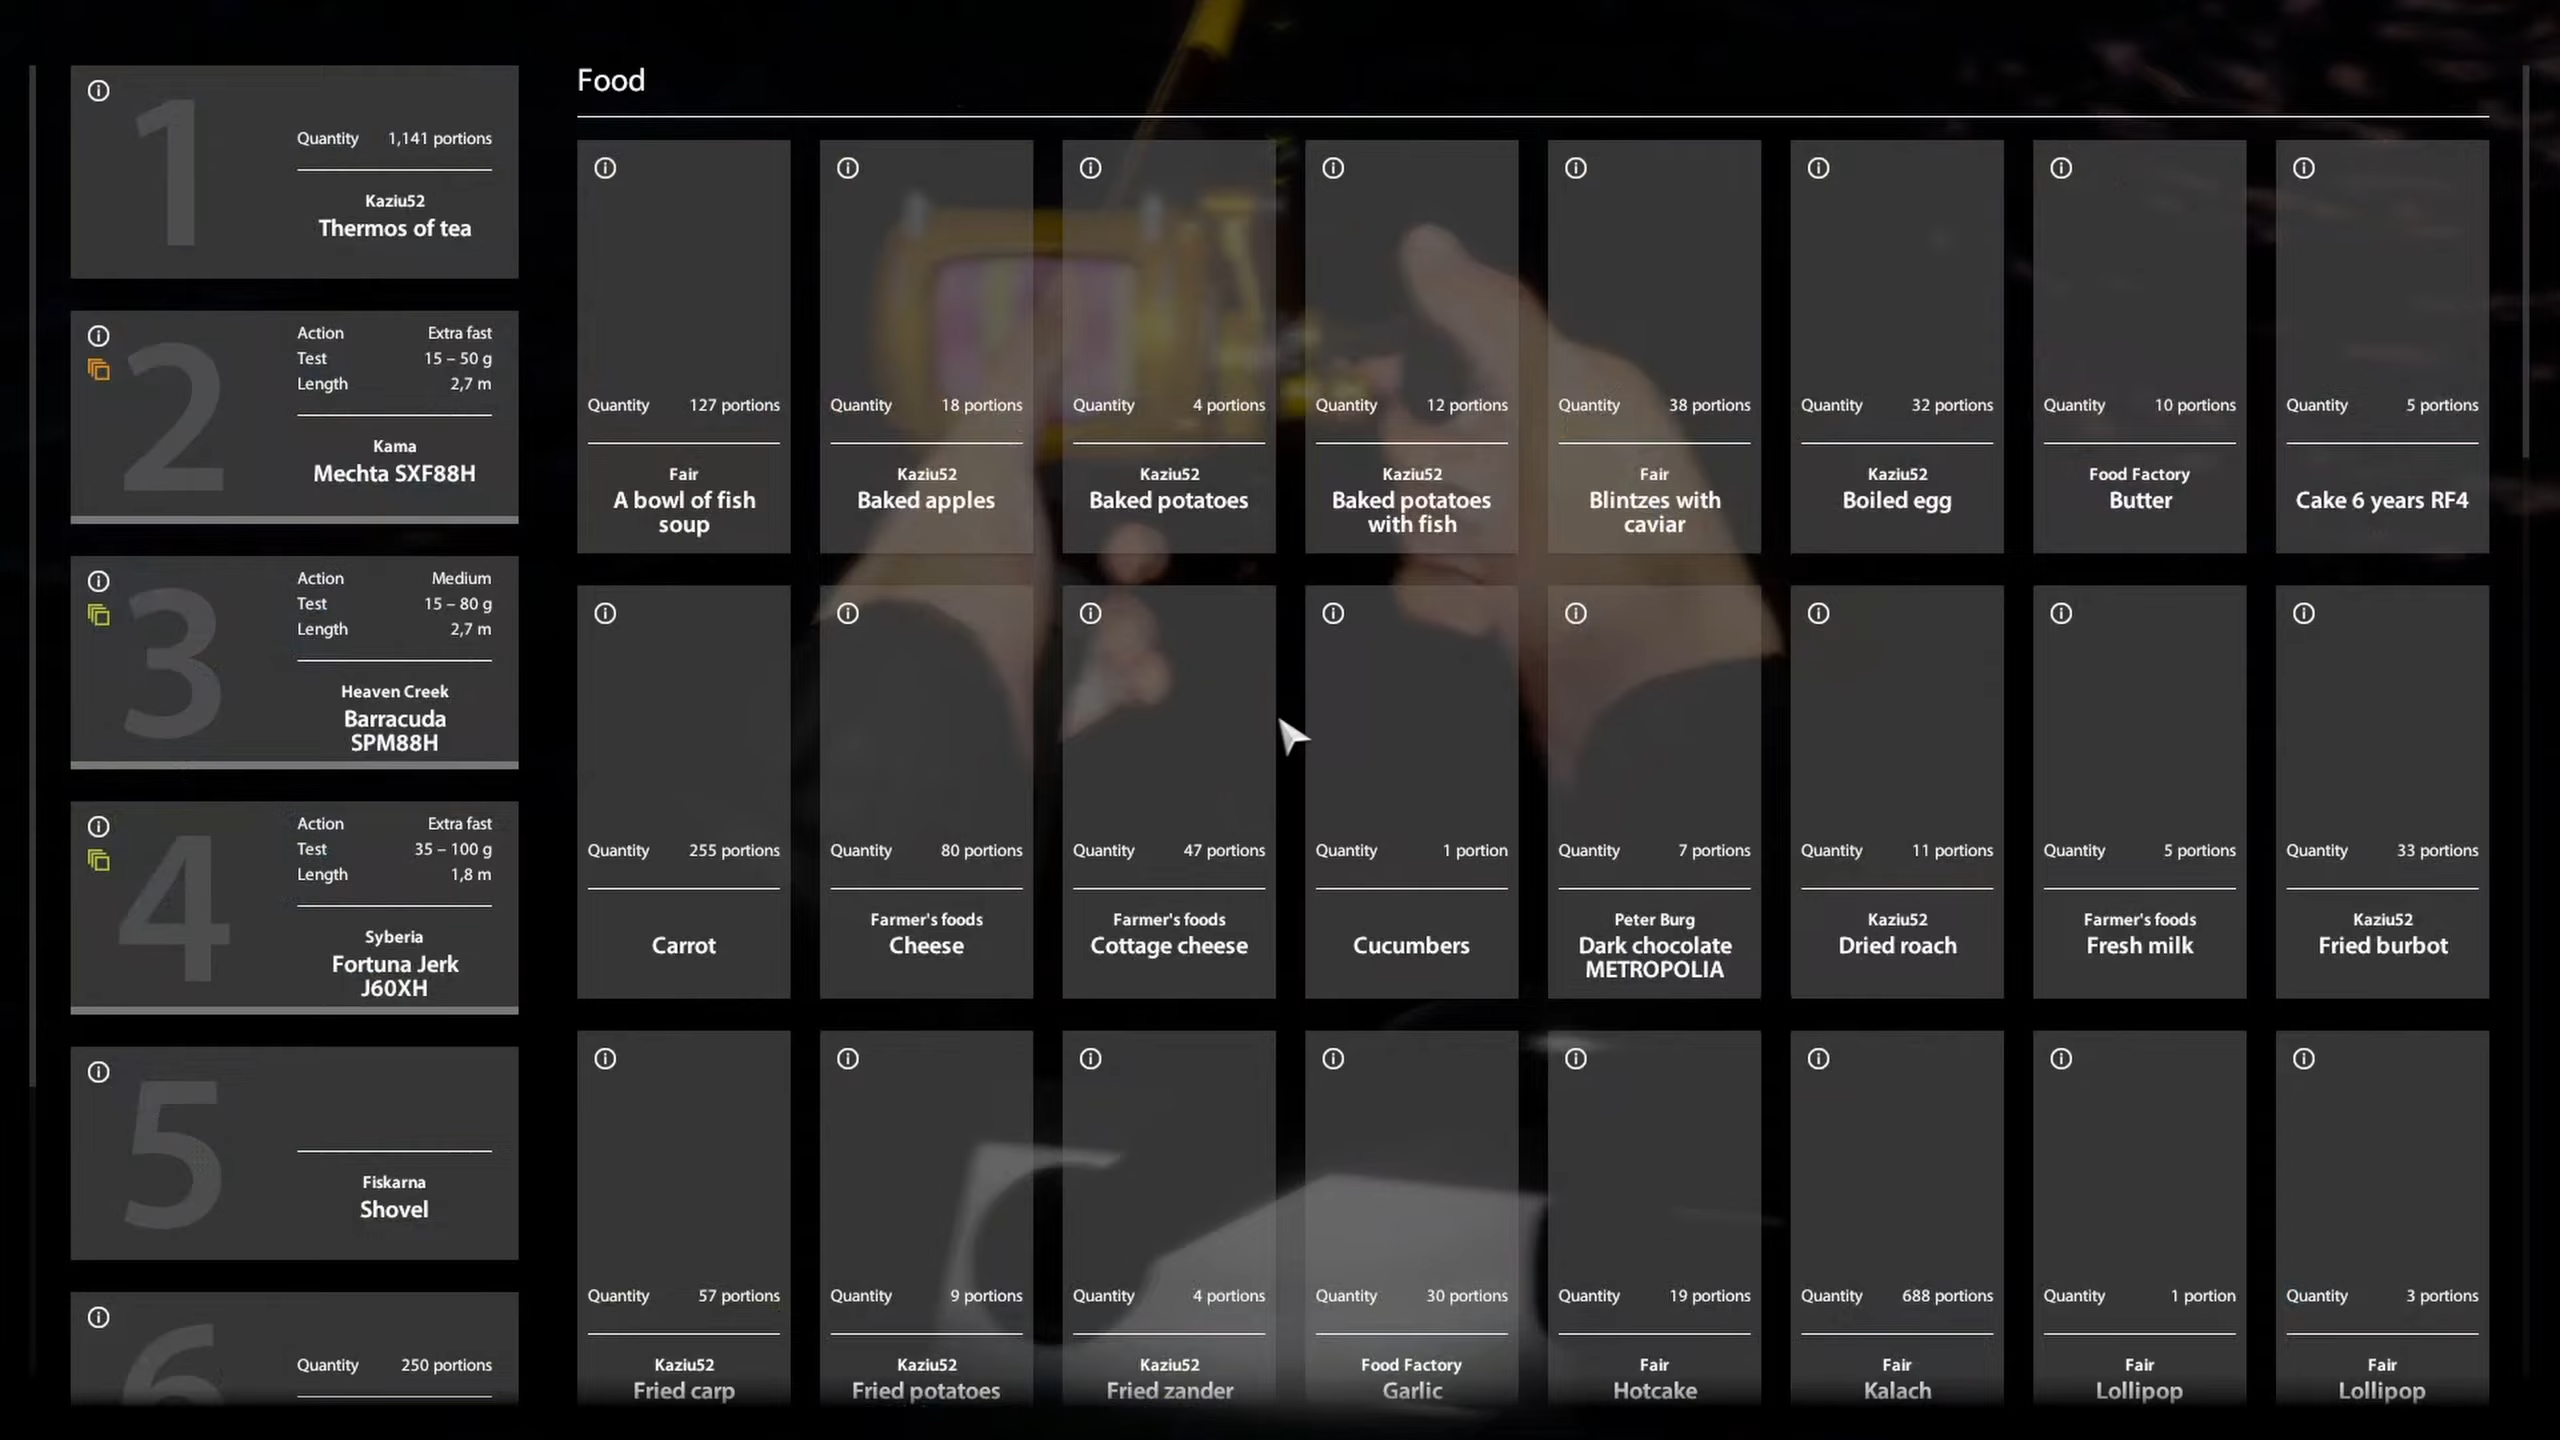 1
Quantity 1,141 portions
Kaziu52
Thermos of tea
2
Action Extra fast
Test 15 – 50 g
Length 2,7 m
Kama
Mechta SXF88H
3
Action Medium
Test 15 – 80 g
Length 2,7 m
Heaven Creek
Barracuda
SPM88H
4
Action Extra fast
Test 35 – 100 g
Length 1,8 m
Syberia
Fortuna Jerk
J60XH
5
Fiskarna
Shovel
6
Quantity 250 portions
Food
Quantity 127 portions
Fair
A bowl of fish
soup
Quantity 18 portions
Kaziu52
Baked apples
Quantity 4 portions
Kaziu52
Baked potatoes
Quantity 12 portions
Kaziu52
Baked potatoes
with fish
Quantity 38 portions
Fair
Blintzes with
caviar
Quantity 32 portions
Kaziu52
Boiled egg
Quantity 10 portions
Food Factory
Butter
Quantity 5 portions
Cake 6 years RF4
Quantity 255 portions
Carrot
Quantity 80 portions
Farmer's foods
Cheese
Quantity 47 portions
Farmer's foods
Cottage cheese
Quantity 1 portion
Cucumbers
Quantity 7 portions
Peter Burg
Dark chocolate
METROPOLIA
Quantity 11 portions
Kaziu52
Dried roach
Quantity 5 portions
Farmer's foods
Fresh milk
Quantity 33 portions
Kaziu52
Fried burbot
Quantity 57 portions
Kaziu52
Fried carp
Quantity 9 portions
Kaziu52
Fried potatoes
Quantity 4 portions
Kaziu52
Fried zander
Quantity 30 portions
Food Factory
Garlic
Quantity 19 portions
Fair
Hotcake
Quantity 688 portions
Fair
Kalach
Quantity 1 portion
Fair
Lollipop
Quantity 3 portions
Fair
Lollipop